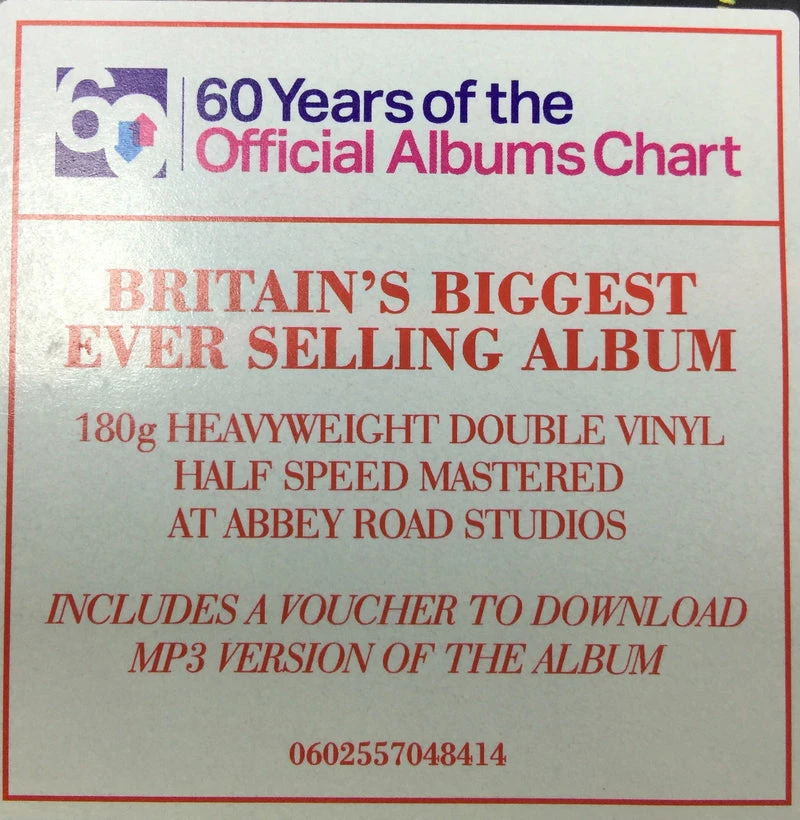 60
60 Years of the
Official Albums Chart
BRITAIN'S BIGGEST
EVER SELLING ALBUM
180g HEAVYWEIGHT DOUBLE VINYL
HALF SPEED MASTERED
AT ABBEY ROAD STUDIOS
INCLUDES A VOUCHER TO DOWNLOAD
MP3 VERSION OF THE ALBUM
0602557048414